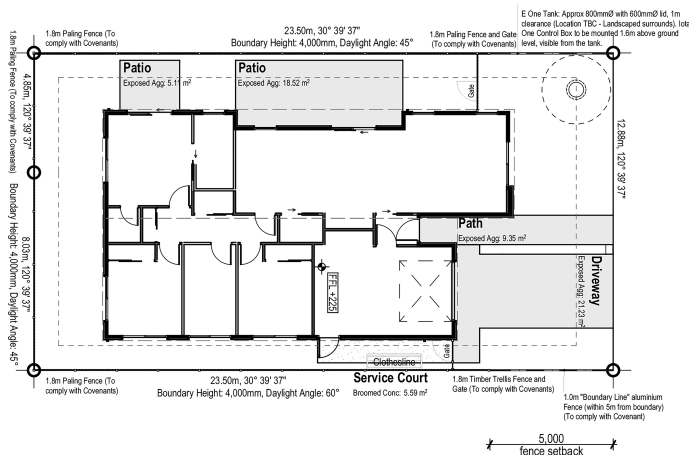 E One Tank: Approx 800mmØ with 600mmØ lid, 1m
clearance (Location TBC - Landscaped surrounds).
One Control Box to be mounted 1.6m above ground
level, visible from the tank.
23.50m, 30° 39' 37"
Boundary Height: 4,000mm, Daylight Angle: 45°
1.8m Paling Fence and Gate
(To comply with Covenants)
1.8m Paling Fence (To
comply with Covenants)
4.85m, 120° 39' 37"
Patio
Exposed Agg: 5.11 m²
Patio
Exposed Agg: 18.52 m²
Gate
12.88m, 120° 39' 37"
8.03m, 120° 39' 37"
Boundary Height: 4,000mm, Daylight Angle: 45°
Path
Exposed Agg: 9.35 m²
Driveway
Exposed Agg: 21.23 m²
FFL +225
Gate
Clothesline
Service Court
Broomed Conc: 5.59 m²
1.8m Paling Fence (To
comply with Covenants)
23.50m, 30° 39' 37"
Boundary Height: 4,000mm, Daylight Angle: 60°
1.8m Paling Fence (To
comply with Covenants)
1.8m Timber Trellis Fence and
Gate (To comply with Covenants)
1.0m "Boundary Line" aluminium
Fence (within 5m from boundary)
(To comply with Covenant)
5,000
fence setback